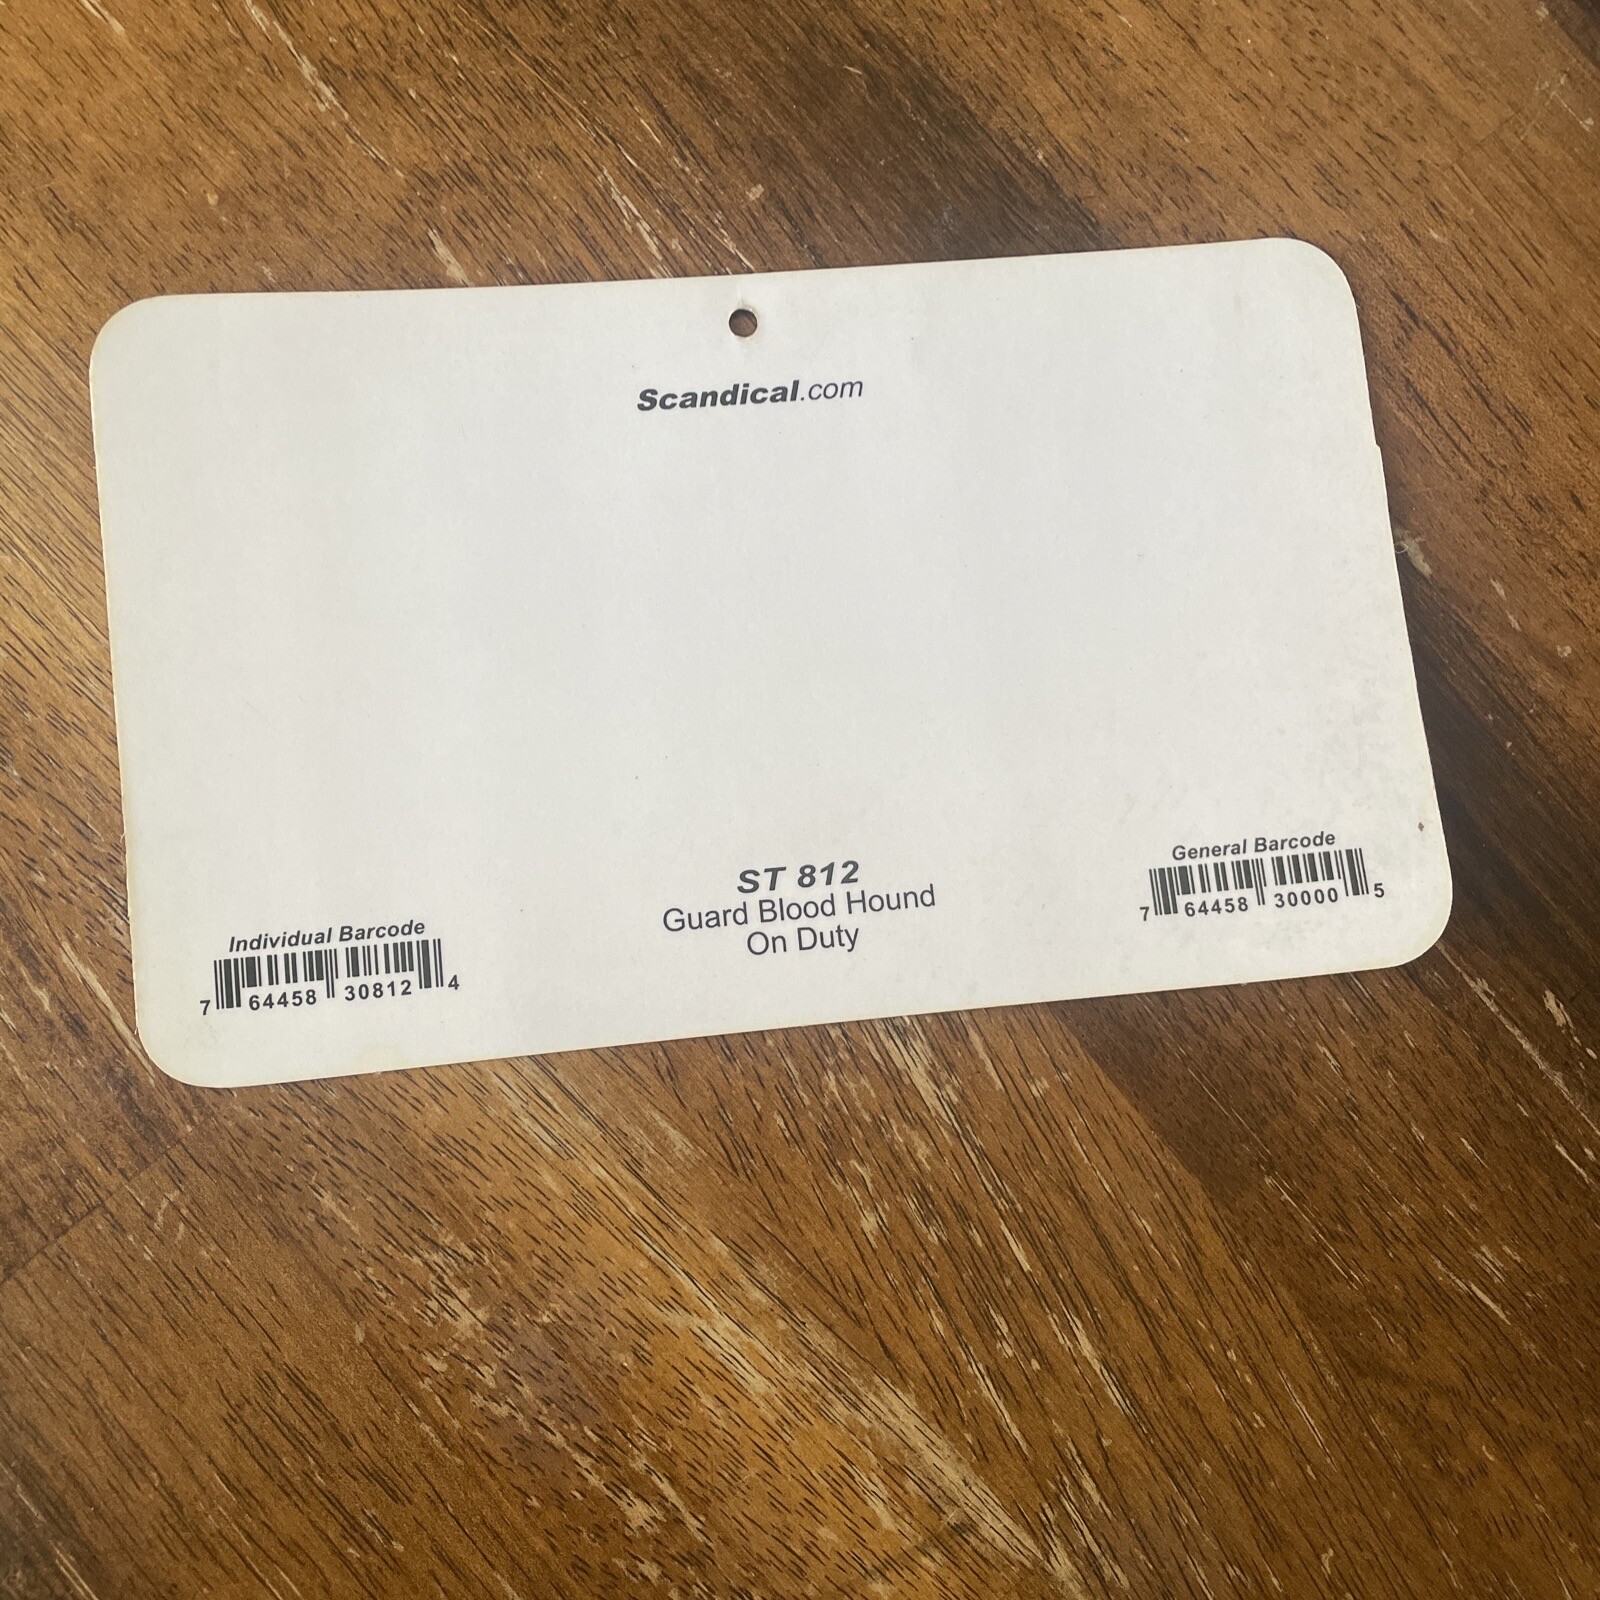 Scandical.com
ST 812
Guard Blood Hound
On Duty
Individual Barcode
7 64458 30812 4
General Barcode
7 64458 30000 5